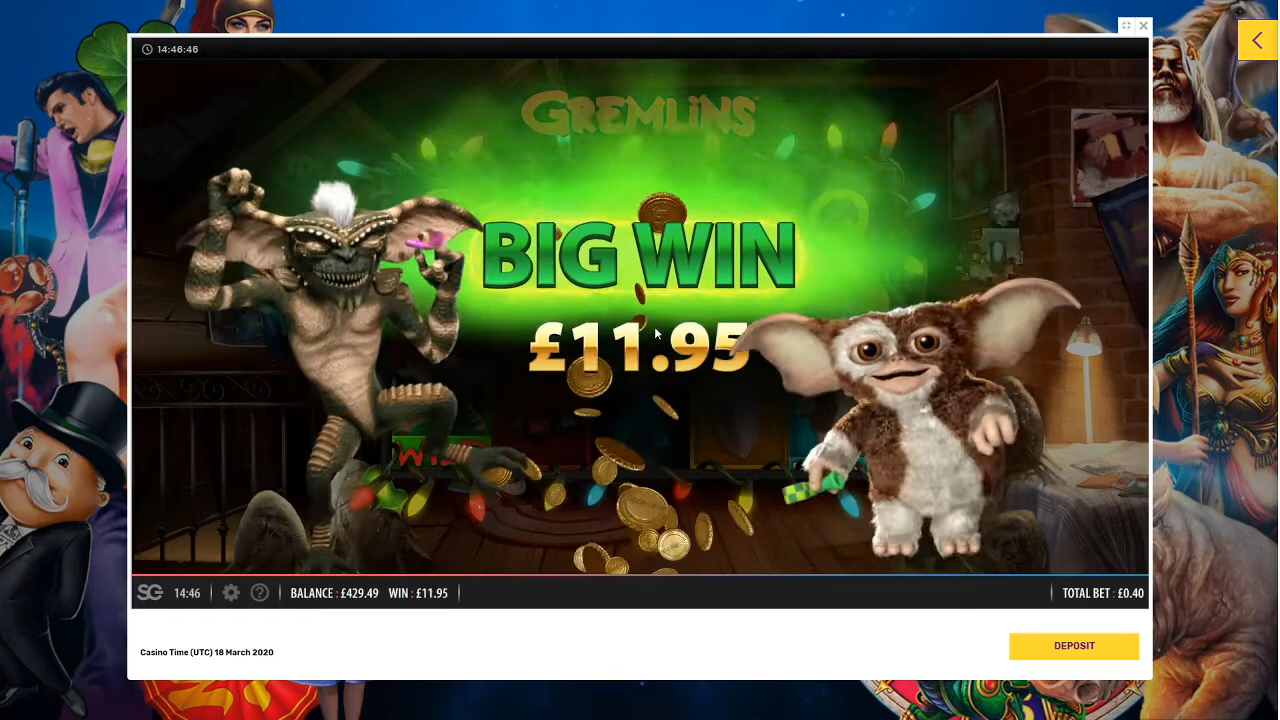 14:46:46
GREMLINS
BIG WIN
£11.95
WILD
SG 14:46 BALANCE : £429.49 WIN : £11.95 TOTAL BET : £0.40
Casino Time (UTC) 18 March 2020
DEPOSIT